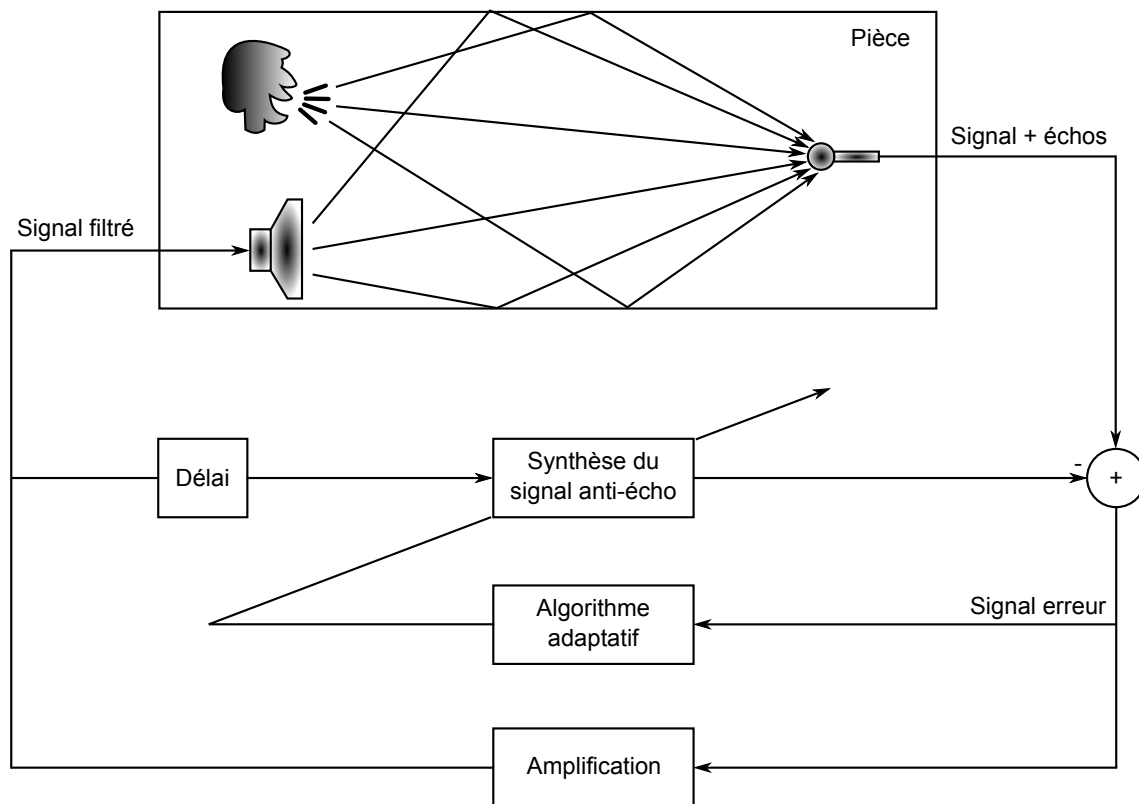 Pièce
Signal + échos
Signal filtré
Délai
Synthèse du
signal anti-écho
-
+
Algorithme
adaptatif
Signal erreur
Amplification